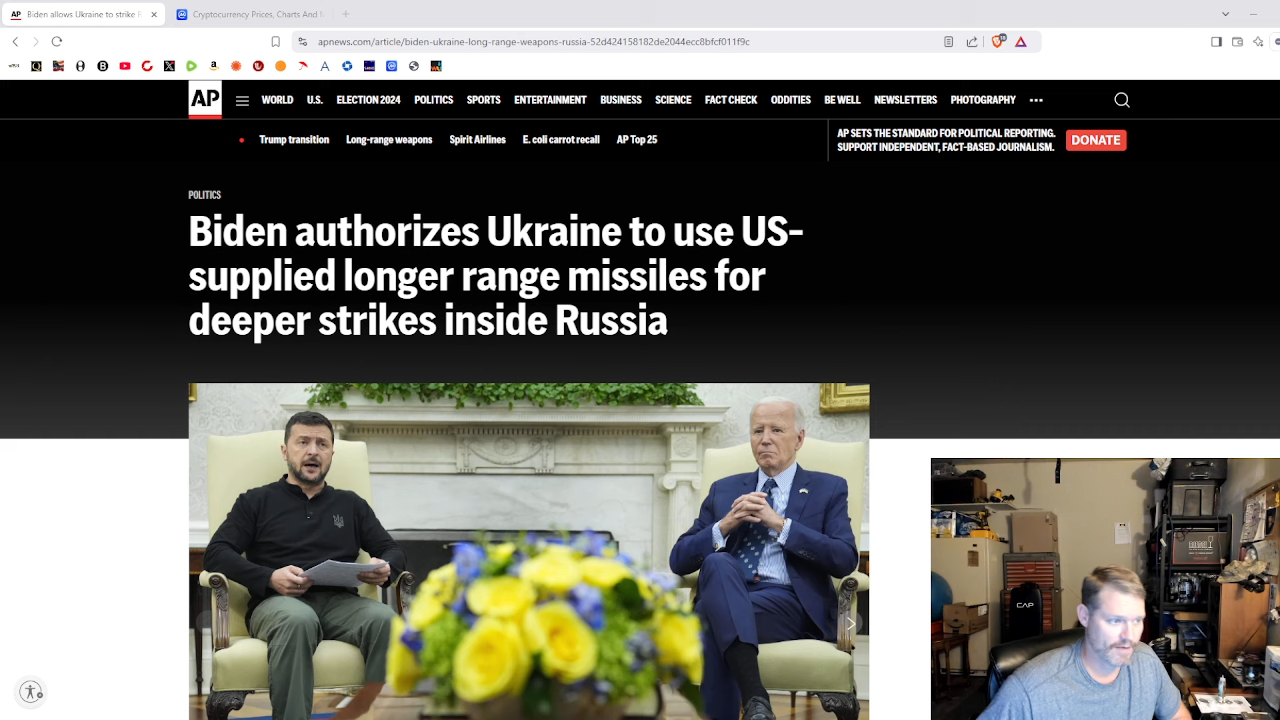 Biden allows Ukraine to strike
Cryptocurrency Prices, Charts And
apnews.com/article/biden-ukraine-long-range-weapons-russia-52d424158182de2044ecc8bfcf011f9c
AP
WORLD U.S. ELECTION 2024 POLITICS SPORTS ENTERTAINMENT BUSINESS SCIENCE FACT CHECK ODDITIES BE WELL NEWSLETTERS PHOTOGRAPHY
Trump transition Long-range weapons Spirit Airlines E. coli carrot recall AP Top 25
AP SETS THE STANDARD FOR POLITICAL REPORTING.
SUPPORT INDEPENDENT, FACT-BASED JOURNALISM.
DONATE
POLITICS
Biden authorizes Ukraine to use US-
supplied longer range missiles for
deeper strikes inside Russia
CAP